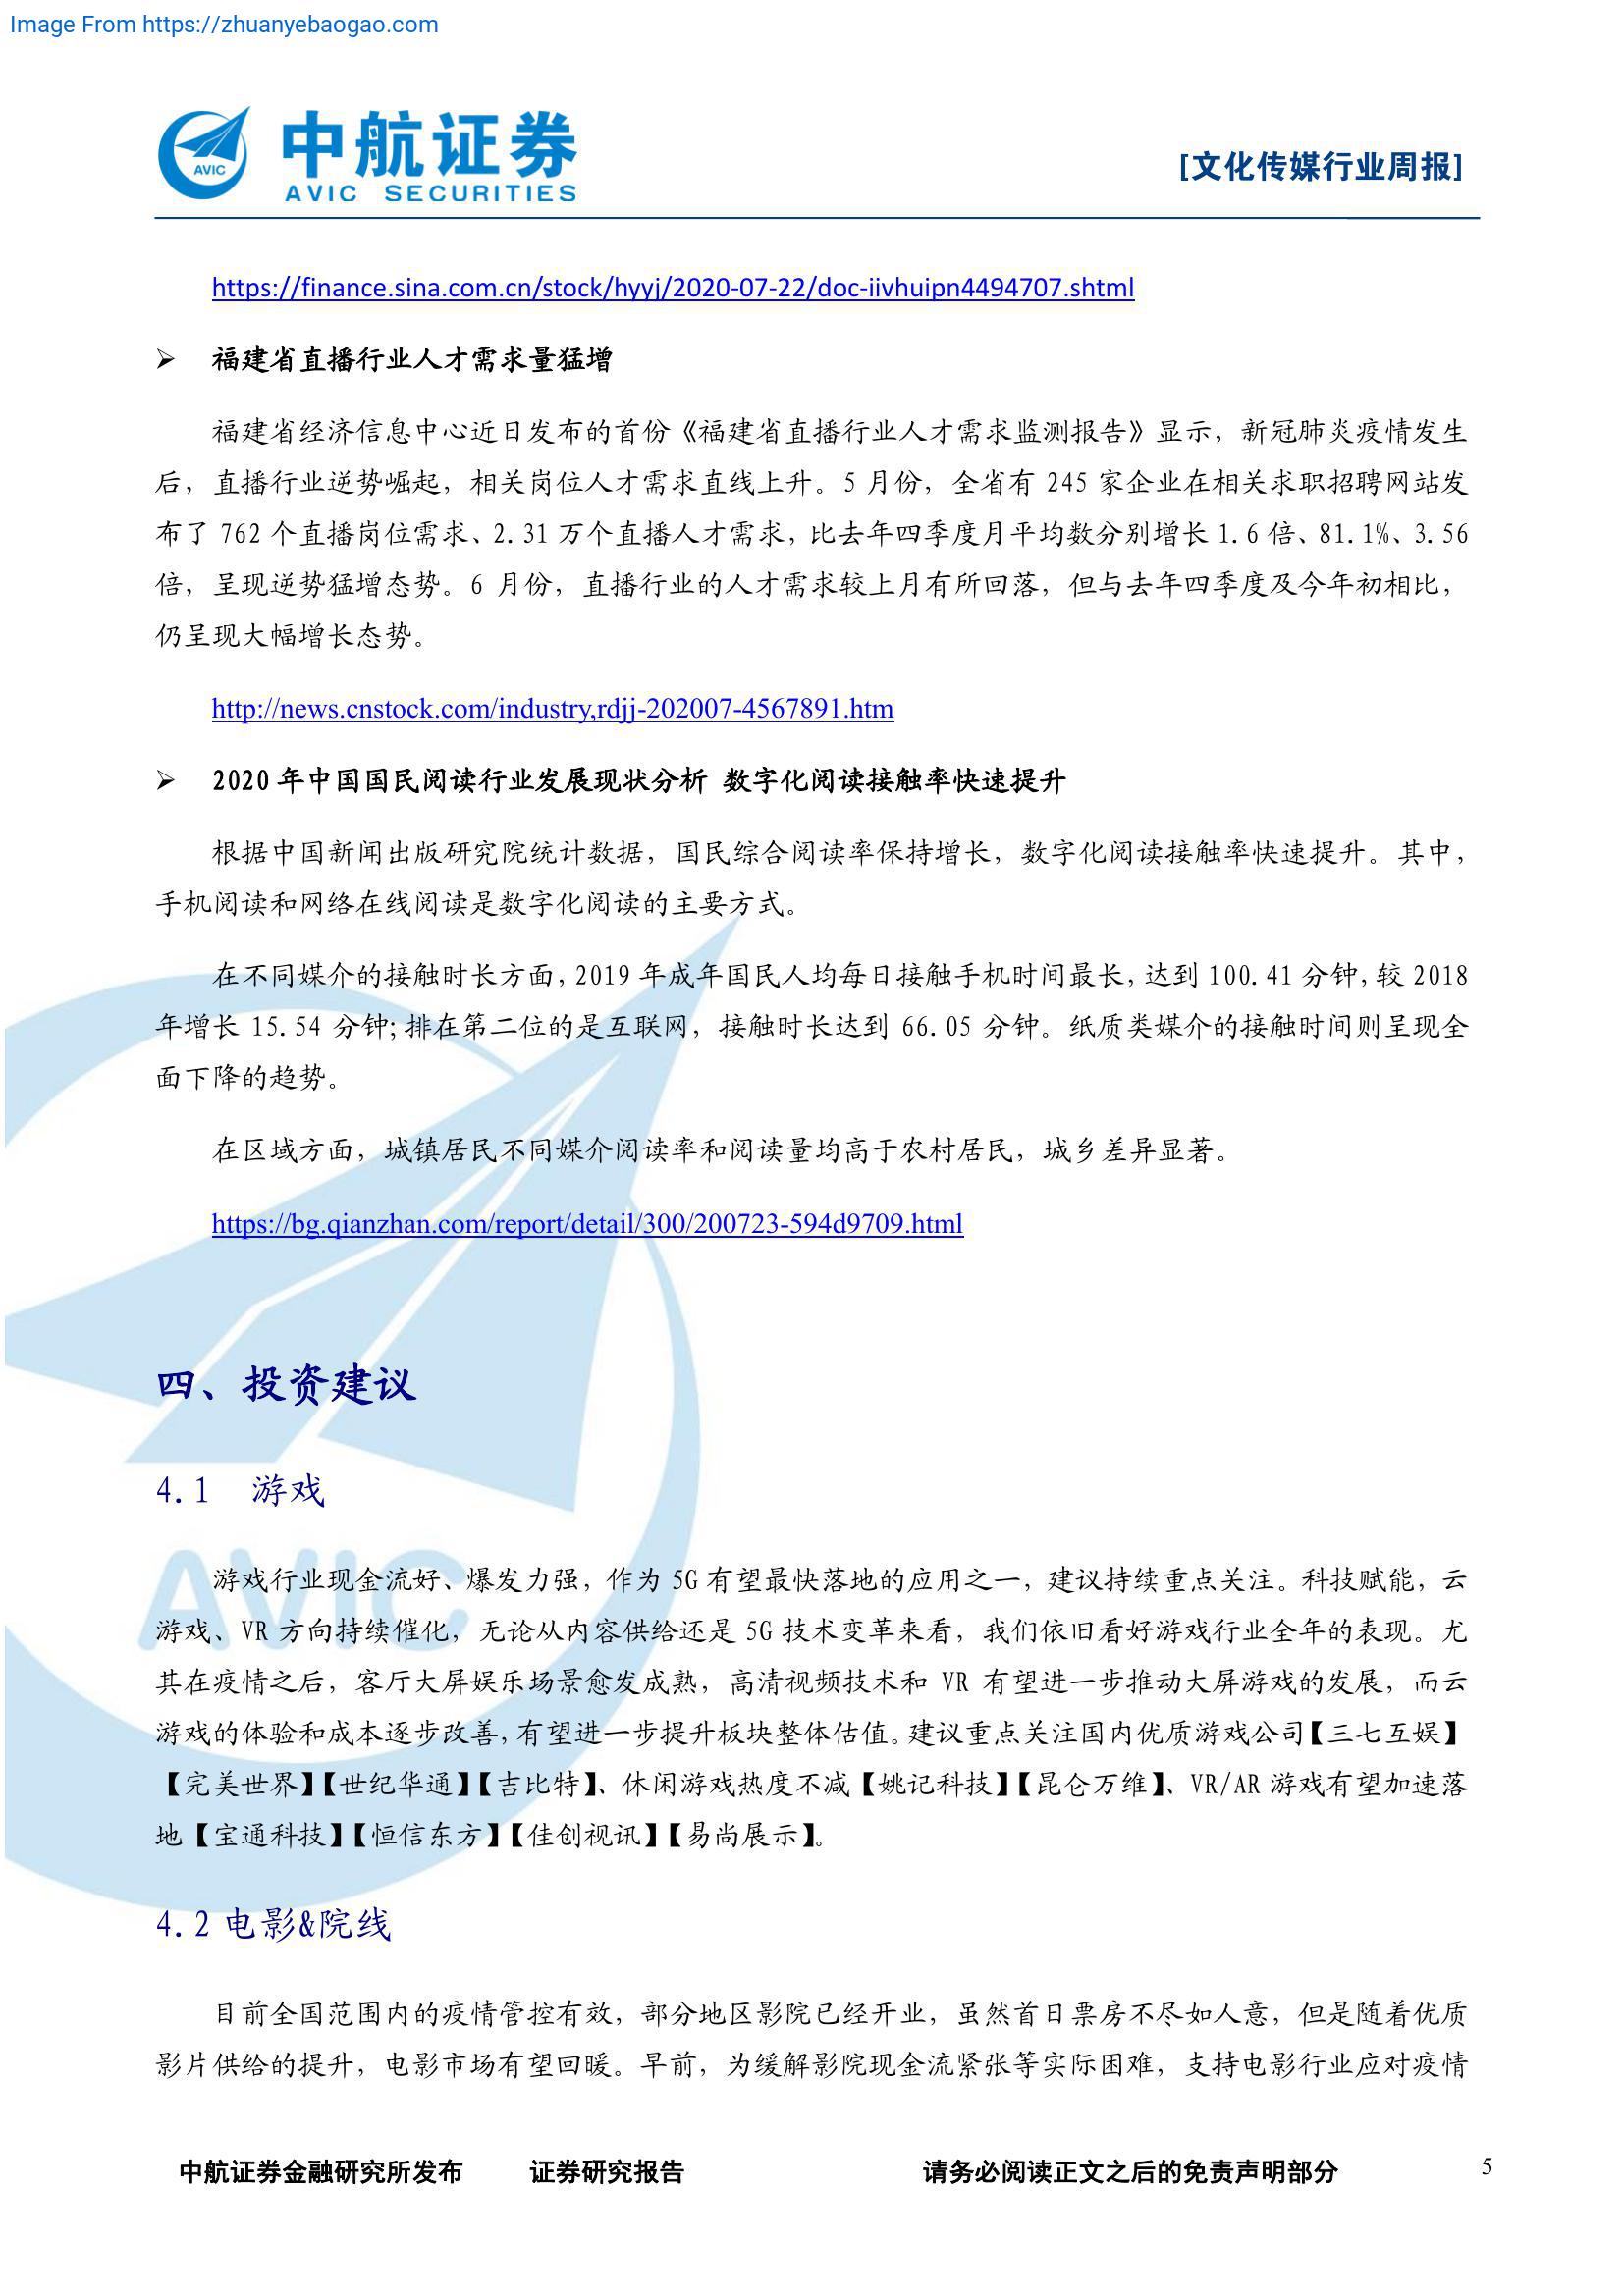 Image From https://zhuanyebaogao.com
中航证券
AVIC SECURITIES
AVIC
[文化传媒行业周报]
https://finance.sina.com.cn/stock/hyyj/2020-07-22/doc-iivhuipn4494707.shtml
➢ 福建省直播行业人才需求量猛增
福建省经济信息中心近日发布的首份《福建省直播行业人才需求监测报告》显示，新冠肺炎疫情发生
后，直播行业逆势崛起，相关岗位人才需求直线上升。5 月份，全省有 245 家企业在相关求职招聘网站发
布了 762 个直播岗位需求、2.31 万个直播人才需求，比去年四季度月平均数分别增长 1.6 倍、81.1%、3.56
倍，呈现逆势猛增态势。6 月份，直播行业的人才需求较上月有所回落，但与去年四季度及今年初相比，
仍呈现大幅增长态势。
http://news.cnstock.com/industry,rdjj-202007-4567891.htm
➢ 2020 年中国国民阅读行业发展现状分析 数字化阅读接触率快速提升
根据中国新闻出版研究院统计数据，国民综合阅读率保持增长，数字化阅读接触率快速提升。其中，
手机阅读和网络在线阅读是数字化阅读的主要方式。
在不同媒介的接触时长方面，2019 年成年国民人均每日接触手机时间最长，达到 100.41 分钟，较 2018
年增长 15.54 分钟;排在第二位的是互联网，接触时长达到 66.05 分钟。纸质类媒介的接触时间则呈现全
面下降的趋势。
在区域方面，城镇居民不同媒介阅读率和阅读量均高于农村居民，城乡差异显著。
https://bg.qianzhan.com/report/detail/300/200723-594d9709.html
四、投资建议
4.1 游戏
AVIC
游戏行业现金流好、爆发力强，作为 5G 有望最快落地的应用之一，建议持续重点关注。科技赋能，云
游戏、VR 方向持续催化，无论从内容供给还是 5G 技术变革来看，我们依旧看好游戏行业全年的表现。尤
其在疫情之后，客厅大屏娱乐场景愈发成熟，高清视频技术和 VR 有望进一步推动大屏游戏的发展，而云
游戏的体验和成本逐步改善，有望进一步提升板块整体估值。建议重点关注国内优质游戏公司【三七互娱】
【完美世界】【世纪华通】【吉比特】、休闲游戏热度不减【姚记科技】【昆仑万维】、VR/AR 游戏有望加速落
地【宝通科技】【恒信东方】【佳创视讯】【易尚展示】。
4.2 电影&院线
目前全国范围内的疫情管控有效，部分地区影院已经开业，虽然首日票房不尽如人意，但是随着优质
影片供给的提升，电影市场有望回暖。早前，为缓解影院现金流紧张等实际困难，支持电影行业应对疫情
中航证券金融研究所发布 证券研究报告 请务必阅读正文之后的免责声明部分 5